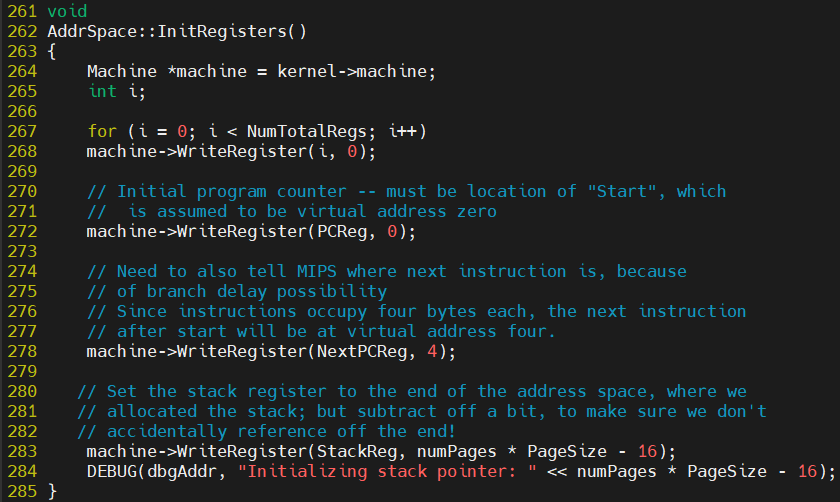 261 void
262 AddrSpace::InitRegisters()
263 {
264     Machine *machine = kernel->machine;
265     int i;
266
267     for (i = 0; i < NumTotalRegs; i++)
268     machine->WriteRegister(i, 0);
269
270     // Initial program counter -- must be location of "Start", which
271     //  is assumed to be virtual address zero
272     machine->WriteRegister(PCReg, 0);
273
274     // Need to also tell MIPS where next instruction is, because
275     // of branch delay possibility
276     // Since instructions occupy four bytes each, the next instruction
277     // after start will be at virtual address four.
278     machine->WriteRegister(NextPCReg, 4);
279
280    // Set the stack register to the end of the address space, where we
281    // allocated the stack; but subtract off a bit, to make sure we don't
282    // accidentally reference off the end!
283     machine->WriteRegister(StackReg, numPages * PageSize - 16);
284     DEBUG(dbgAddr, "Initializing stack pointer: " << numPages * PageSize - 16);
285 }